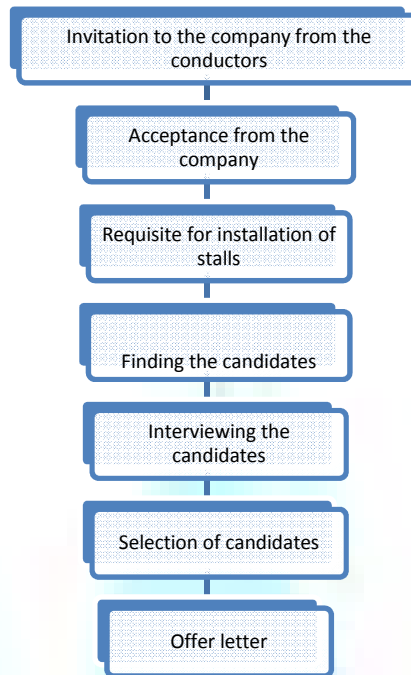 Invitation to the company from the
conductors
Acceptance from the
company
Requisite for installation of
stalls
Finding the candidates
Interviewing the
candidates
Selection of candidates
Offer letter